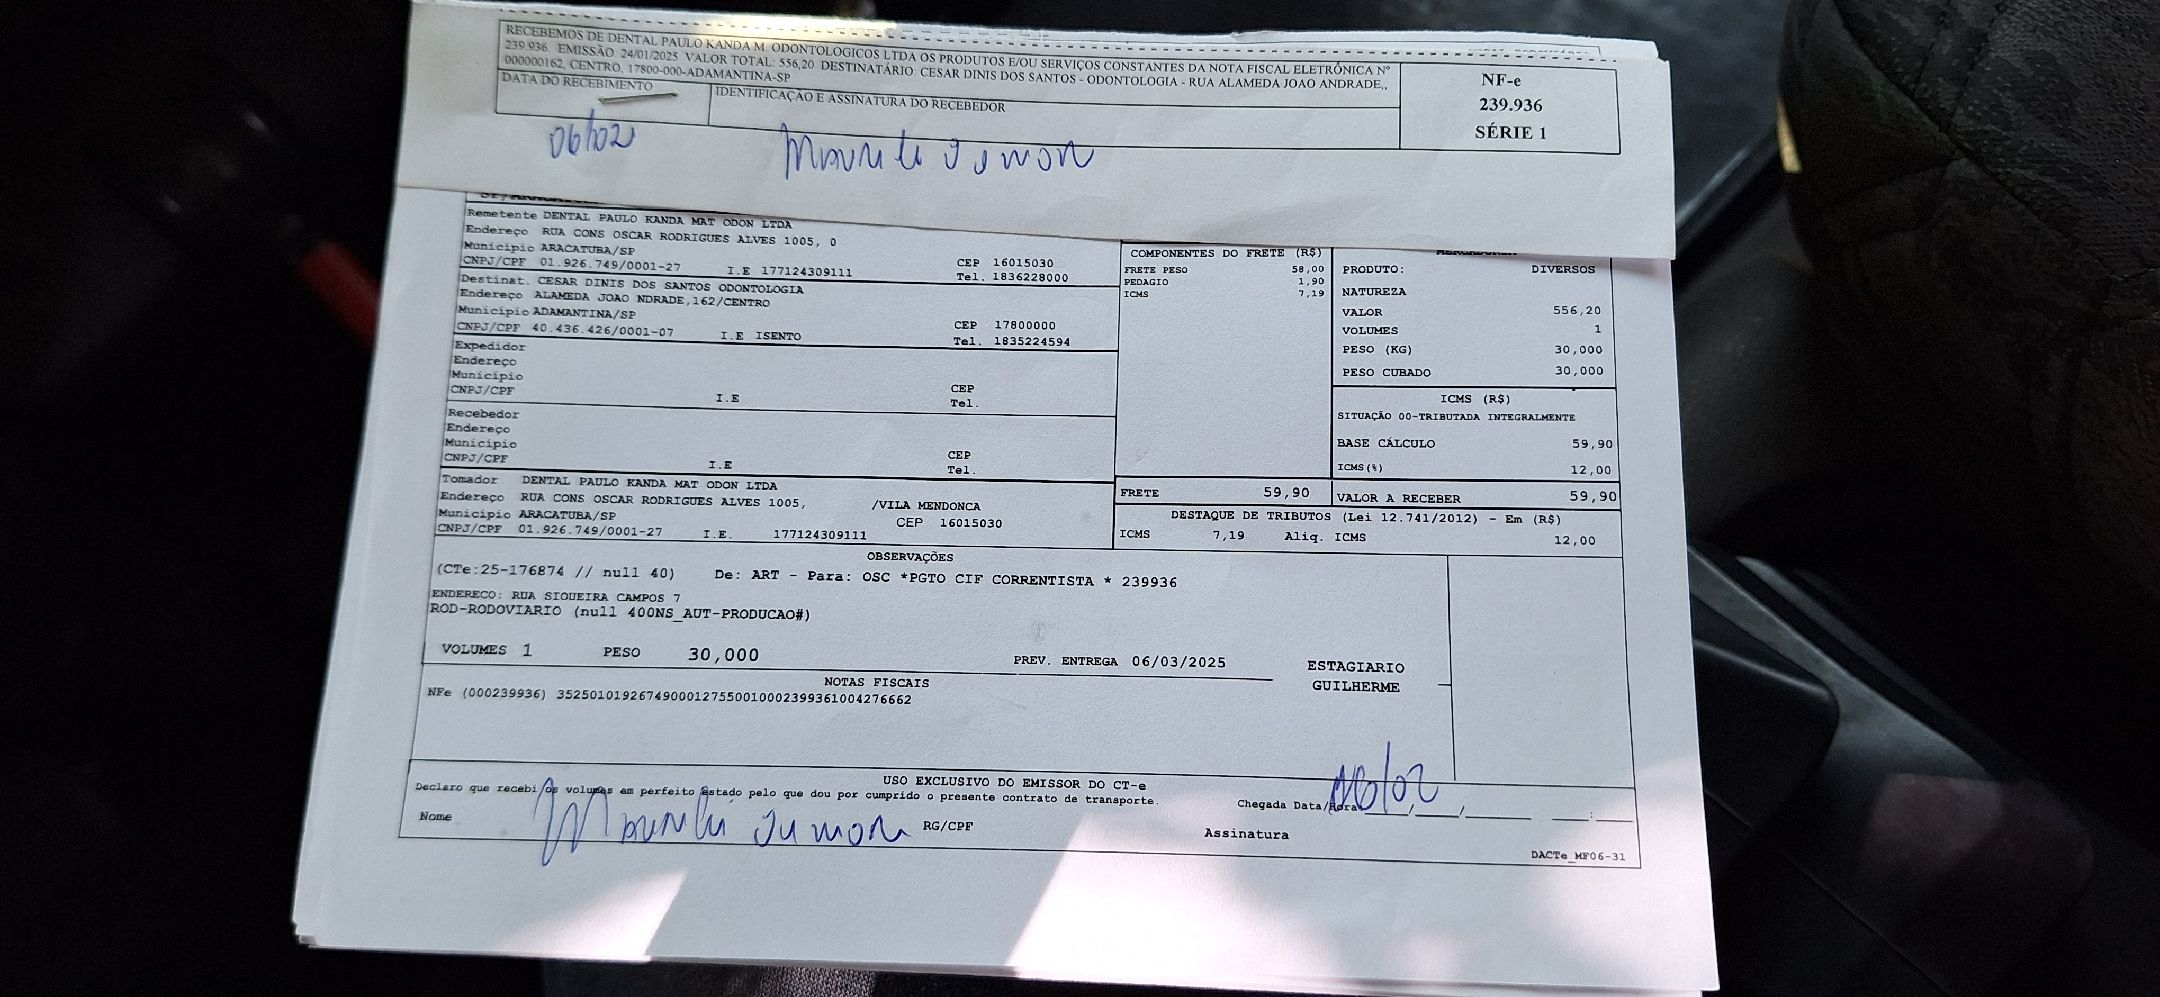 RECEBEMOS DE DENTAL PAULO KANDA M. ODONTOLOGICOS LTDA OS PRODUTOS E/OU SERVIÇOS CONSTANTES DA NOTA FISCAL ELETRÔNICA Nº
239.936. EMISSÃO: 24/01/2025 VALOR TOTAL: 556,20 DESTINATÁRIO: CESAR DINIS DOS SANTOS - ODONTOLOGIA - RUA ALAMEDA JOAO ANDRADE,,
000000162, CENTRO, 17800-000-ADAMANTINA-SP
DATA DO RECEBIMENTO IDENTIFICAÇÃO E ASSINATURA DO RECEBEDOR
NF-e
239.936
SÉRIE 1
06/02
Remetente DENTAL PAULO KANDA MAT ODON LTDA
Endereço RUA CONS OSCAR RODRIGUES ALVES 1005, 0
Município ARACATUBA/SP CEP 16015030
CNPJ/CPF 01.926.749/0001-27 I.E 177124309111 Tel. 1836228000
Destinat. CESAR DINIS DOS SANTOS ODONTOLOGIA
Endereço ALAMEDA JOAO NDRADE,162/CENTRO
Município ADAMANTINA/SP CEP 17800000
CNPJ/CPF 40.436.426/0001-07 I.E ISENTO Tel. 1835224594
Expedidor
Endereço
Município CEP
CNPJ/CPF I.E Tel.
Recebedor
Endereço
Município CEP
CNPJ/CPF I.E Tel.
Tomador DENTAL PAULO KANDA MAT ODON LTDA
Endereço RUA CONS OSCAR RODRIGUES ALVES 1005, /VILA MENDONCA
Município ARACATUBA/SP CEP 16015030
CNPJ/CPF 01.926.749/0001-27 I.E. 177124309111
COMPONENTES DO FRETE (R$)
FRETE PESO 58,00
PEDAGIO 1,90
ICMS 7,19
PRODUTO: DIVERSOS
NATUREZA
VALOR 556,20
VOLUMES 1
PESO (KG) 30,000
PESO CUBADO 30,000
ICMS (R$)
SITUAÇÃO 00-TRIBUTADA INTEGRALMENTE
BASE CÁLCULO 59,90
ICMS(%) 12,00
FRETE 59,90 VALOR A RECEBER 59,90
DESTAQUE DE TRIBUTOS (Lei 12.741/2012) - Em (R$)
ICMS 7,19 Aliq. ICMS 12,00
OBSERVAÇÕES
(CTe:25-176874 // null 40) De: ART - Para: OSC *PGTO CIF CORRENTISTA * 239936
ENDERECO: RUA SIQUEIRA CAMPOS 7
ROD-RODOVIARIO (null 400NS_AUT-PRODUCAO#)
VOLUMES 1 PESO 30,000 PREV. ENTREGA 06/03/2025
ESTAGIARIO
GUILHERME
NOTAS FISCAIS
NFe (000239936) 35250101926749000127550010002399361004276662
USO EXCLUSIVO DO EMISSOR DO CT-e
Declaro que recebi os volumes em perfeito estado pelo que dou por cumprido o presente contrato de transporte.
Chegada Data/Hora / / :
06/02
Nome RG/CPF Assinatura
DACTe_MF06-31